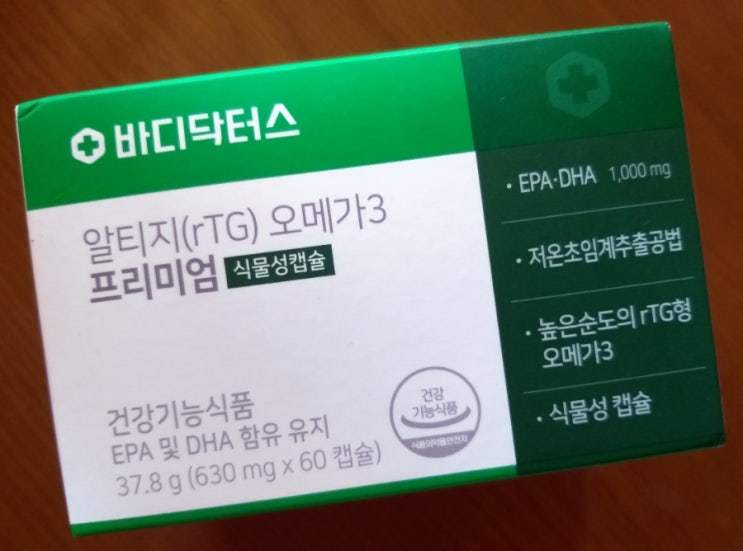 바디닥터스
알티지(rTG) 오메가3
프리미엄 식물성캡슐
건강기능식품
EPA 및 DHA 함유 유지
37.8 g (630 mg x 60 캡슐)
건강
기능식품
식품의약품안전처
· EPA·DHA 1,000 mg
· 저온초임계추출공법
· 높은순도의 rTG형
오메가3
· 식물성 캡슐